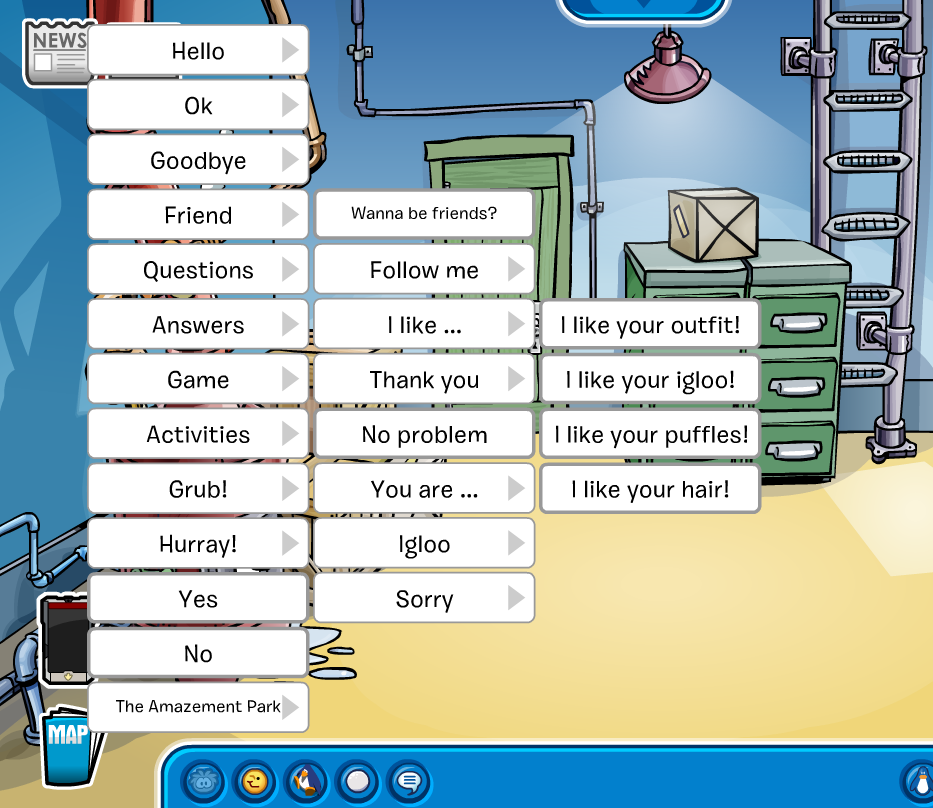 NEWS
Hello
Ok
Goodbye
Friend
Questions
Answers
Game
Activities
Grub!
Hurray!
Yes
No
The Amazement Park
Wanna be friends?
Follow me
I like ...
Thank you
No problem
You are ...
Igloo
Sorry
I like your outfit!
I like your igloo!
I like your puffles!
I like your hair!
MAP